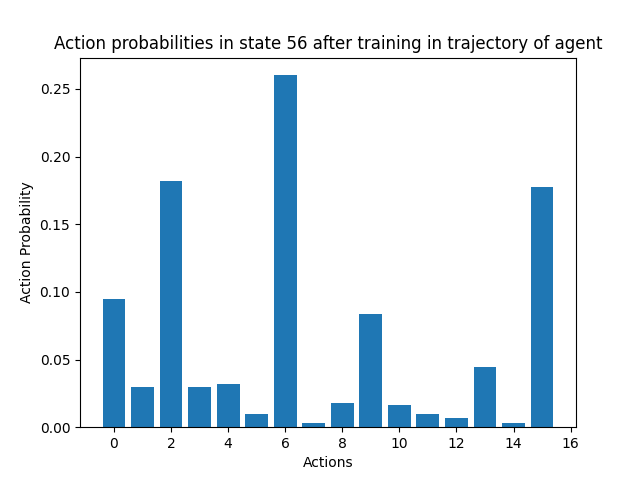 Action probabilities in state 56 after training in trajectory of agent
0.25
0.20
0.15
0.10
0.05
0.00
Action Probability
0 2 4 6 8 10 12 14 16
Actions